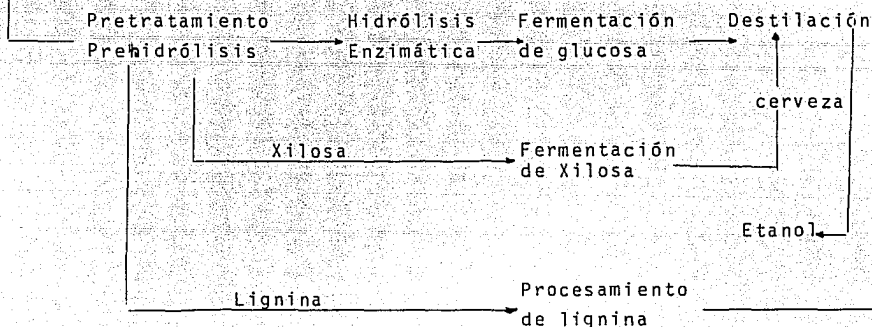 Pretratamiento Hidrólisis Fermentación Destilación
Prehidrólisis Enzimática de glucosa
cerveza
Xilosa Fermentación
de Xilosa
Etanol
Lignina Procesamiento
de lignina